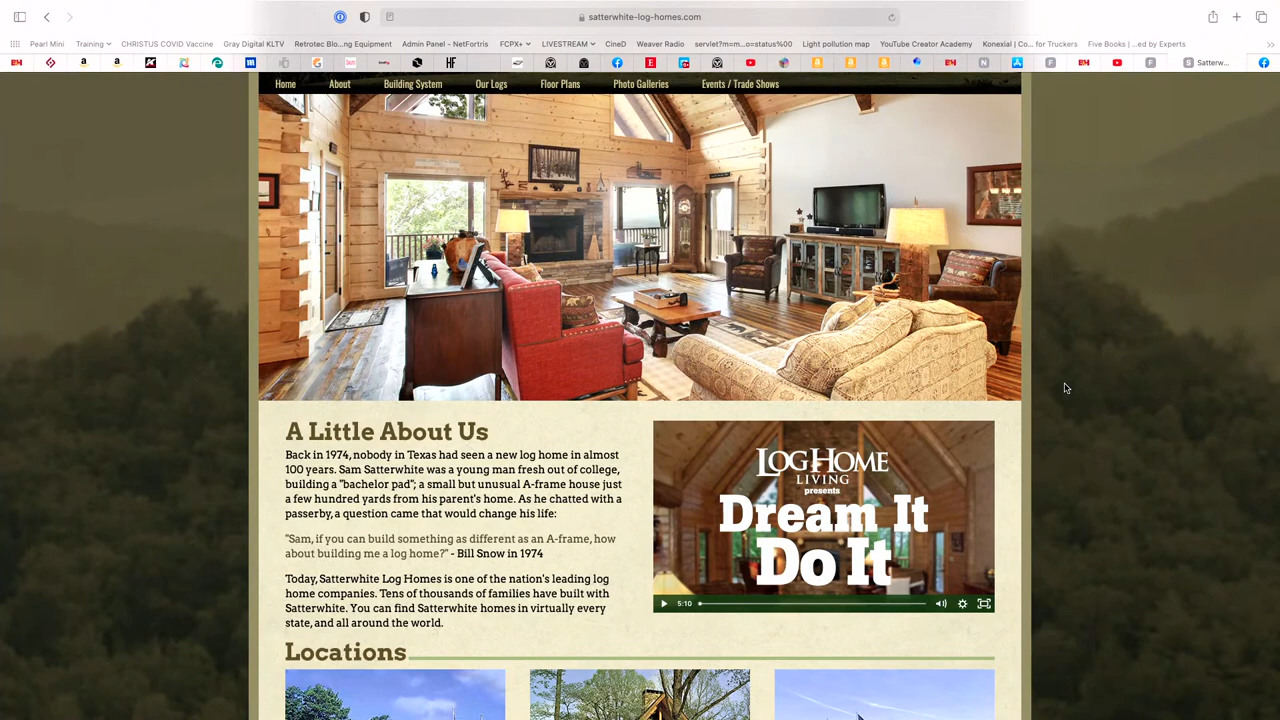 satterwhite-log-homes.com
Pearl Mini Training CHRISTUS COVID Vaccine Gray Digital KLTV Retrotec Blo...ng Equipment Admin Panel - NetFortris FCPX+ LIVESTREAM CineD Weaver Radio servlet?m=m...o=status%00 Light pollution map YouTube Creator Academy Konexial | Co... for Truckers Five Books | ...ed by Experts
HF N F F S Satterw...
Home About Building System Our Logs Floor Plans Photo Galleries Events / Trade Shows
A Little About Us
Back in 1974, nobody in Texas had seen a new log home in almost
100 years. Sam Satterwhite was a young man fresh out of college,
building a "bachelor pad"; a small but unusual A-frame house just
a few hundred yards from his parent's home. As he chatted with a
passerby, a question came that would change his life:
"Sam, if you can build something as different as an A-frame, how
about building me a log home?" - Bill Snow in 1974
Today, Satterwhite Log Homes is one of the nation's leading log
home companies. Tens of thousands of families have built with
Satterwhite. You can find Satterwhite homes in virtually every
state, and all around the world.
LOG HOME
LIVING
presents
Dream It
Do It
5:10
Locations